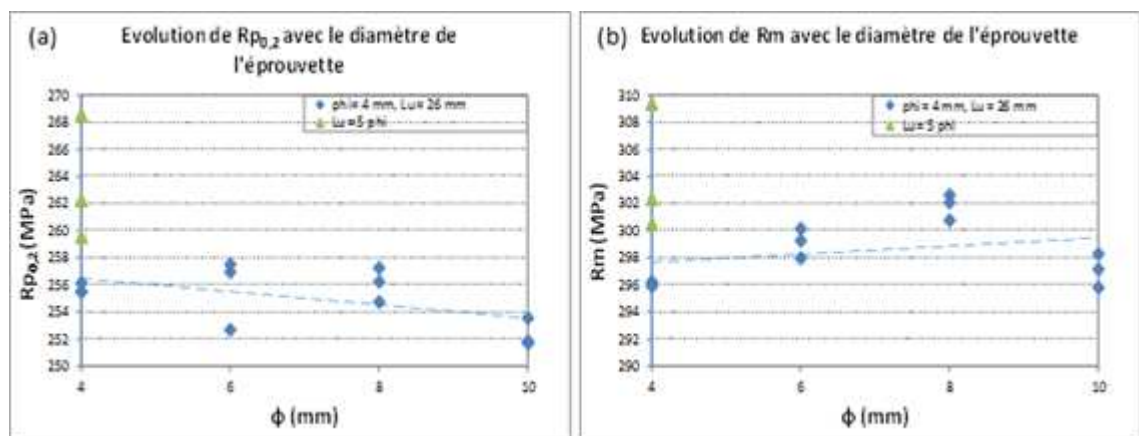 (a)
Evolution de Rp0,2 avec le diamètre de
l'éprouvette
270
268
266
264
262
260
258
256
254
252
250
phi = 4 mm, Lu = 26 mm
Lu = 5 phi
Rp0,2 (MPa)
4
6
8
10
ϕ (mm)
(b)
Evolution de Rm avec le diamètre de l'éprouvette
310
308
306
304
302
300
298
296
294
292
290
phi = 4 mm, Lu = 26 mm
Lu = 5 phi
Rm (MPa)
4
6
8
10
ϕ (mm)